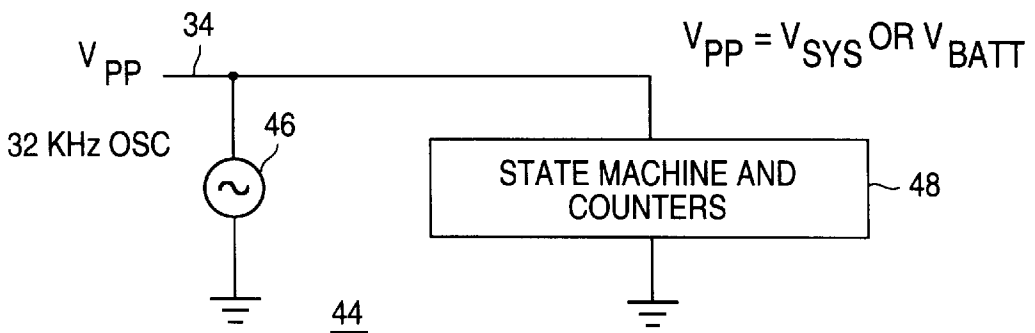 34
V_PP
V_PP = V_SYS OR V_BATT
32 KHz OSC
46
STATE MACHINE AND
COUNTERS
48
44